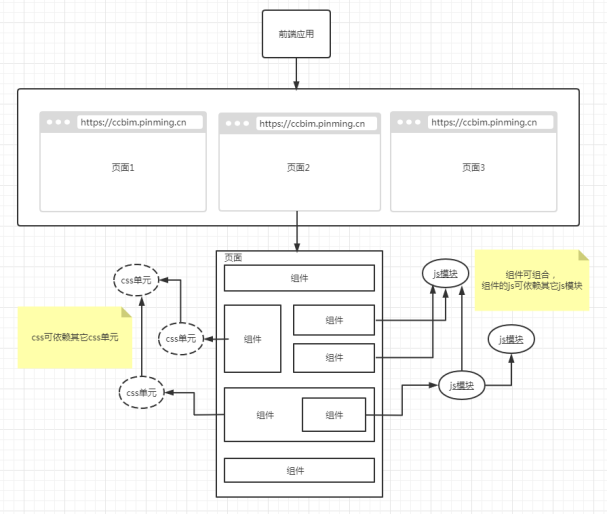 前端应用
https://ccbim.pinming.cn
https://ccbim.pinming.cn
https://ccbim.pinming.cn
页面1
页面2
页面3
页面
组件
css单元
js模块
组件可组合，
组件的js可依赖其它js模块
css可依赖其它css单元
css单元
组件
组件
组件
js模块
css单元
组件
组件
js模块
组件